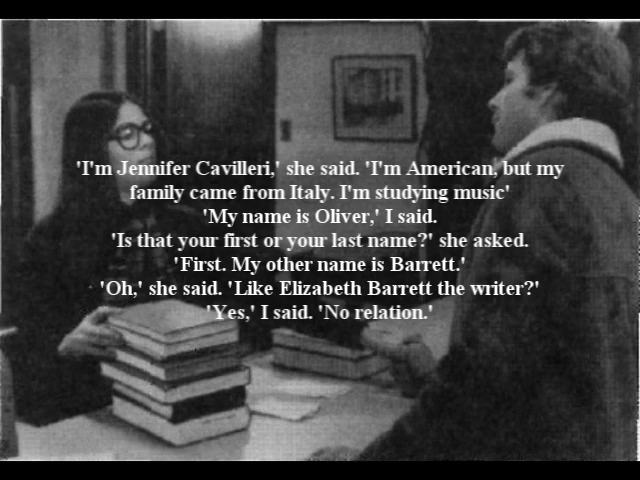 'I'm Jennifer Cavilleri,' she said. 'I'm American, but my
family came from Italy. I'm studying music'
'My name is Oliver,' I said.
'Is that your first or your last name?' she asked.
'First. My other name is Barrett.'
'Oh,' she said. 'Like Elizabeth Barrett the writer?'
'Yes,' I said. 'No relation.'